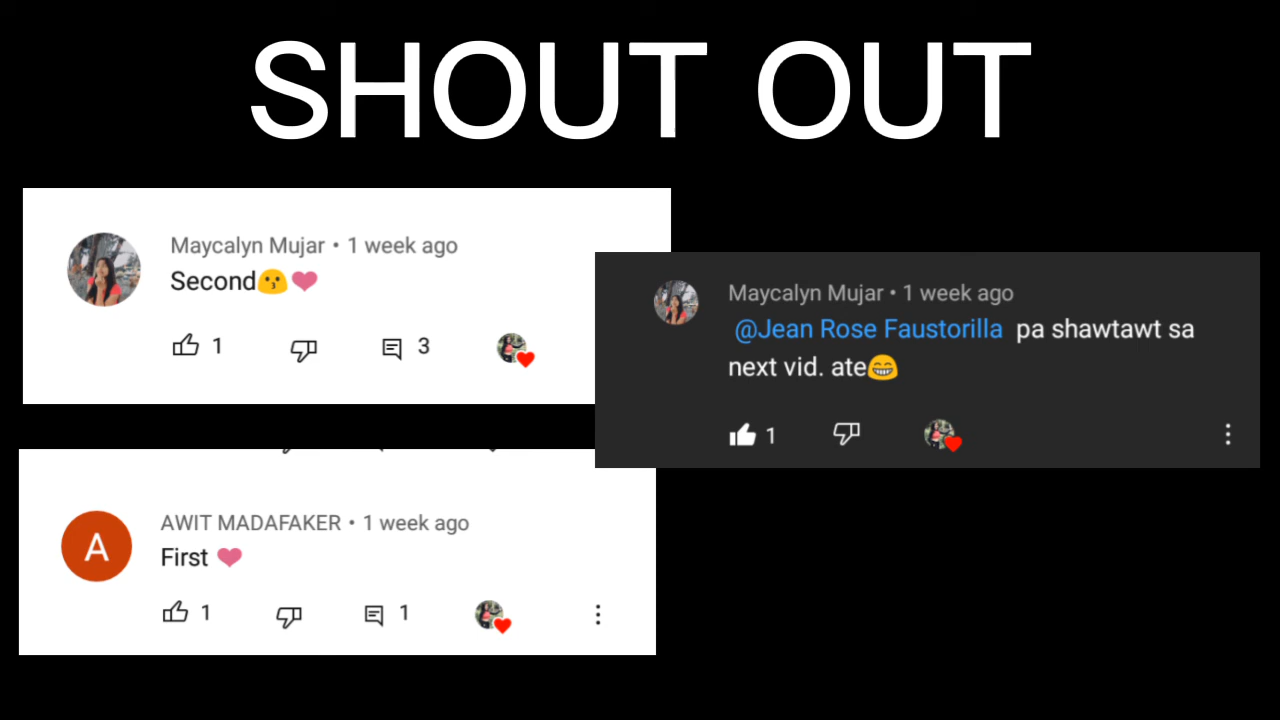 SHOUT OUT
Maycalyn Mujar • 1 week ago
Second😗❤
1 3
Maycalyn Mujar • 1 week ago
@Jean Rose Faustorilla pa shawtawt sa
next vid. ate😁
1
A
AWIT MADAFAKER • 1 week ago
First ❤
1 1